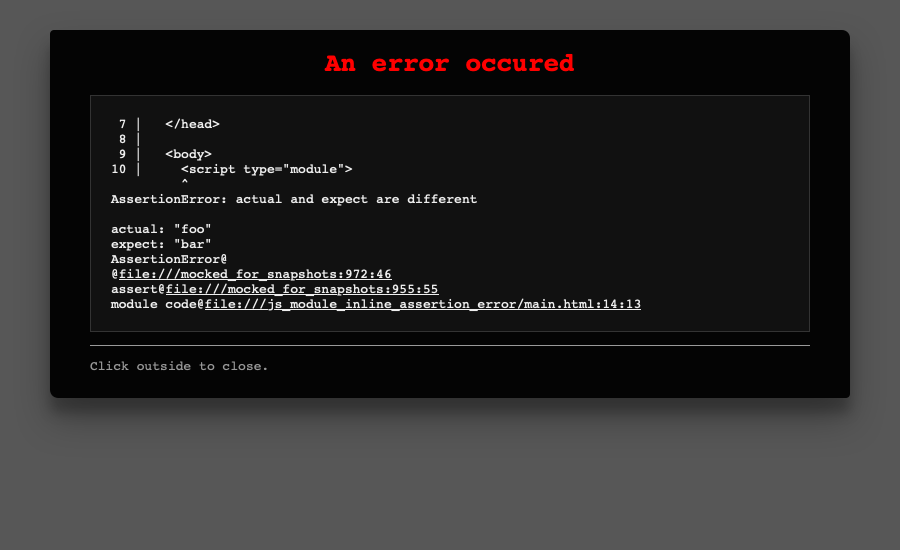 An error occured
 7 |   </head>
 8 |
 9 |   <body>
10 |     <script type="module">
         ^
AssertionError: actual and expect are different
actual: "foo"
expect: "bar"
AssertionError@
@file:///mocked_for_snapshots:972:46
assert@file:///mocked_for_snapshots:955:55
module code@file:///js_module_inline_assertion_error/main.html:14:13
Click outside to close.